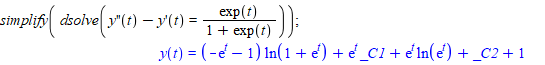 simplify( dsolve( y''(t) − y'(t) = exp(t) / (1 + exp(t)) ) );
y(t) = (−e^t − 1) ln(1 + e^t) + e^t _C1 + e^t ln(e^t) + _C2 + 1